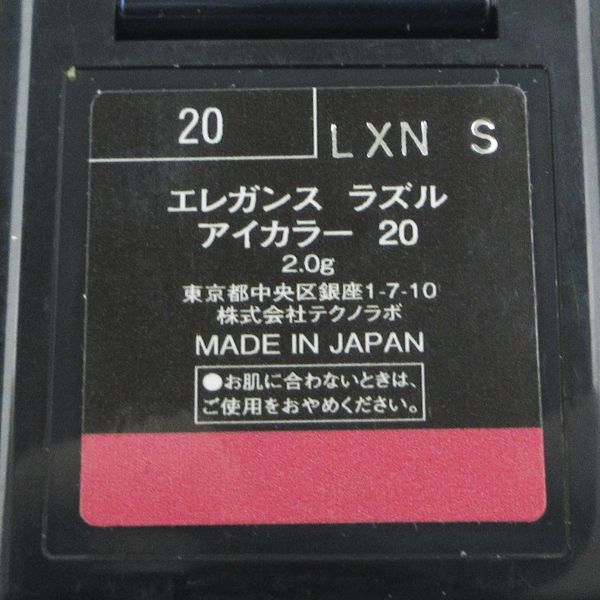 20
LXN S
エレガンス ラズル
アイカラー 20
2.0g
東京都中央区銀座1-7-10
株式会社テクノラボ
MADE IN JAPAN
●お肌に合わないときは、
ご使用をおやめください。